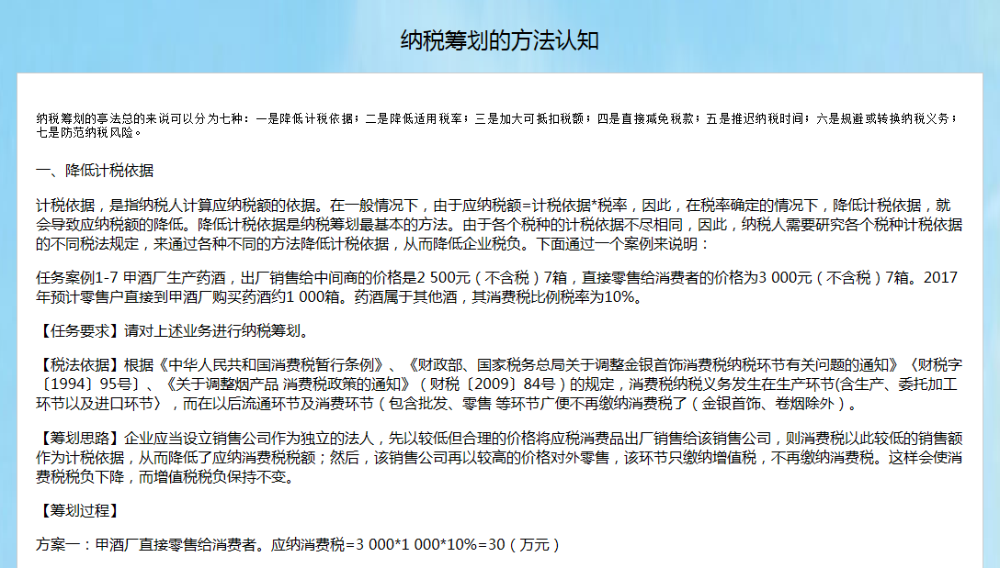 纳税筹划的方法认知
纳税筹划的享法总的来说可以分为七种：一是降低计税依据；二是降低适用税率；三是加大可抵扣税额；四是直接减免税款；五是推迟纳税时间；六是规避或转换纳税义务；
七是防范纳税风险。
一、降低计税依据
计税依据，是指纳税人计算应纳税额的依据。在一般情况下，由于应纳税额=计税依据*税率，因此，在税率确定的情况下，降低计税依据，就
会导致应纳税额的降低。降低计税依据是纳税筹划最基本的方法。由于各个税种的计税依据不尽相同，因此，纳税人需要研究各个税种计税依据
的不同税法规定，来通过各种不同的方法降低计税依据，从而降低企业税负。下面通过一个案例来说明：
任务案例1-7 甲酒厂生产药酒，出厂销售给中间商的价格是2 500元（不含税）7箱，直接零售给消费者的价格为3 000元（不含税）7箱。2017
年预计零售户直接到甲酒厂购买药酒约1 000箱。药酒属于其他酒，其消费税比例税率为10%。
【任务要求】请对上述业务进行纳税筹划。
【税法依据】根据《中华人民共和国消费税暂行条例》、《财政部、国家税务总局关于调整金银首饰消费税纳税环节有关问题的通知》〈财税字
〔1994〕95号〕、《关于调整烟产品 消费税政策的通知》（财税〔2009〕84号）的规定，消费税纳税义务发生在生产环节(含生产、委托加工
环节以及进口环节〉，而在以后流通环节及消费环节（包含批发、零售 等环节广便不再缴纳消费税了（金银首饰、卷烟除外）。
【筹划思路】企业应当设立销售公司作为独立的法人，先以较低但合理的价格将应税消费品出厂销售给该销售公司，则消费税以此较低的销售额
作为计税依据，从而降低了应纳消费税税额；然后，该销售公司再以较高的价格对外零售，该环节只缴纳增值税，不再缴纳消费税。这样会使消
费税税负下降，而增值税税负保持不变。
【筹划过程】
方案一：甲酒厂直接零售给消费者。应纳消费税=3 000*1 000*10%=30（万元）